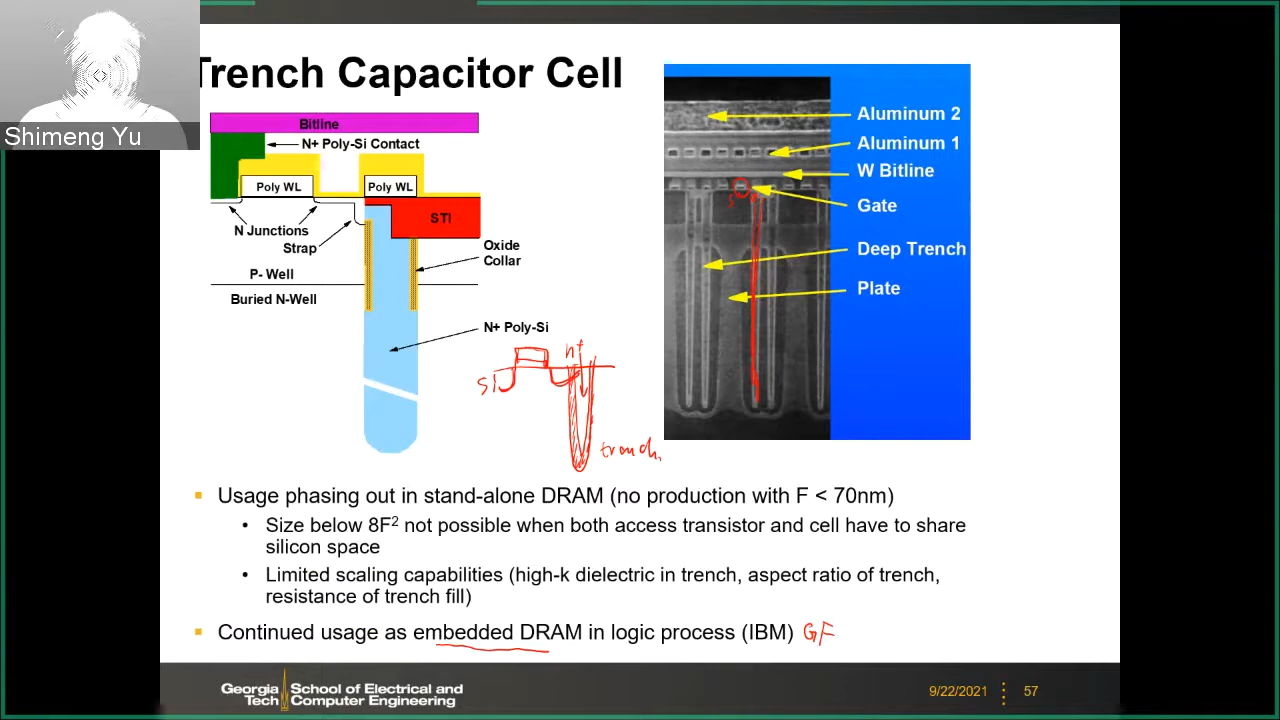 Trench Capacitor Cell
Shimeng Yu
Bitline
N+ Poly-Si Contact
Poly WL
Poly WL
STI
N Junctions
Strap
Oxide
Collar
P- Well
Buried N-Well
N+ Poly-Si
n+
Si
trench
Aluminum 2
Aluminum 1
W Bitline
Gate
Deep Trench
Plate
S
▪ Usage phasing out in stand-alone DRAM (no production with F < 70nm)
• Size below 8F² not possible when both access transistor and cell have to share
silicon space
• Limited scaling capabilities (high-k dielectric in trench, aspect ratio of trench,
resistance of trench fill)
▪ Continued usage as embedded DRAM in logic process (IBM) GF
Georgia
Tech
School of Electrical and
Computer Engineering
9/22/2021
57